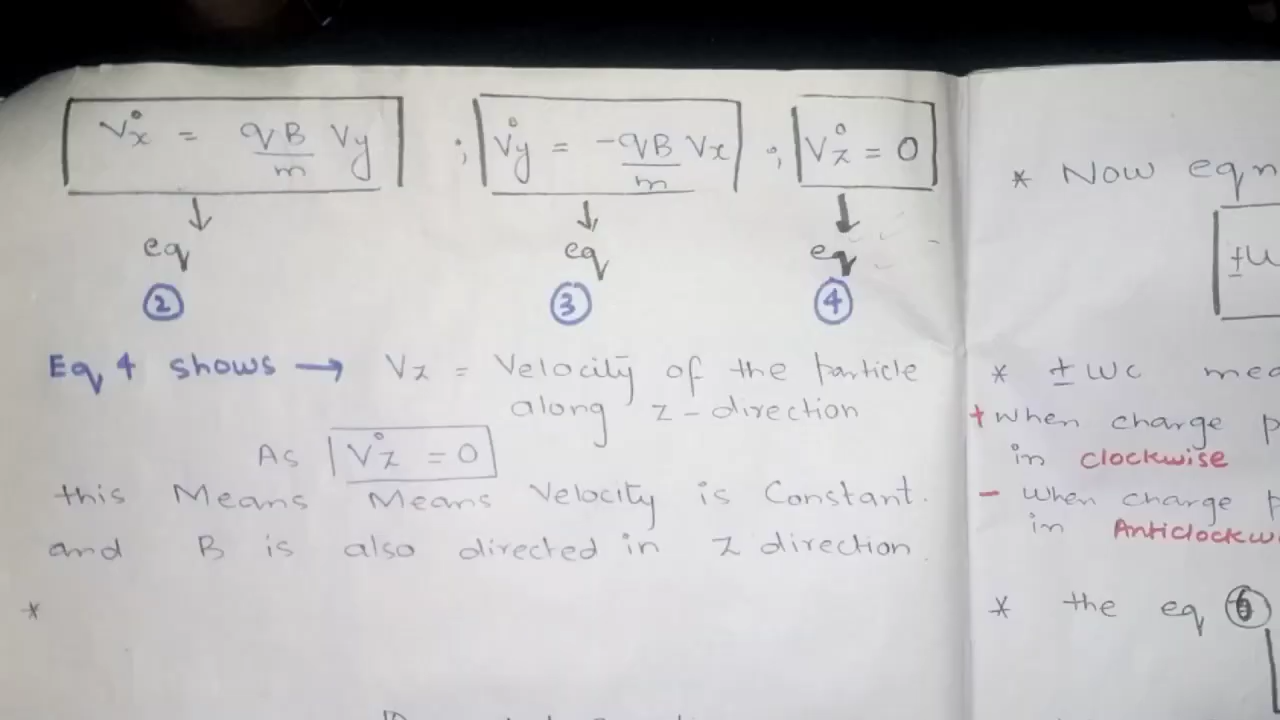 V̊x = qB/m Vy ; V̊y = -qB/m Vx ; V̊z = 0
eq eq eq
2 3 4
Eq 4 shows → Vz = Velocity of the particle
along z-direction
As V̊z = 0
this Means Means Velocity is Constant.
and B is also directed in Z direction.
*
* Now eqn
* ± wc
+ when charge
in clockwise
- when charge
in Anticlockw
* the eq 6